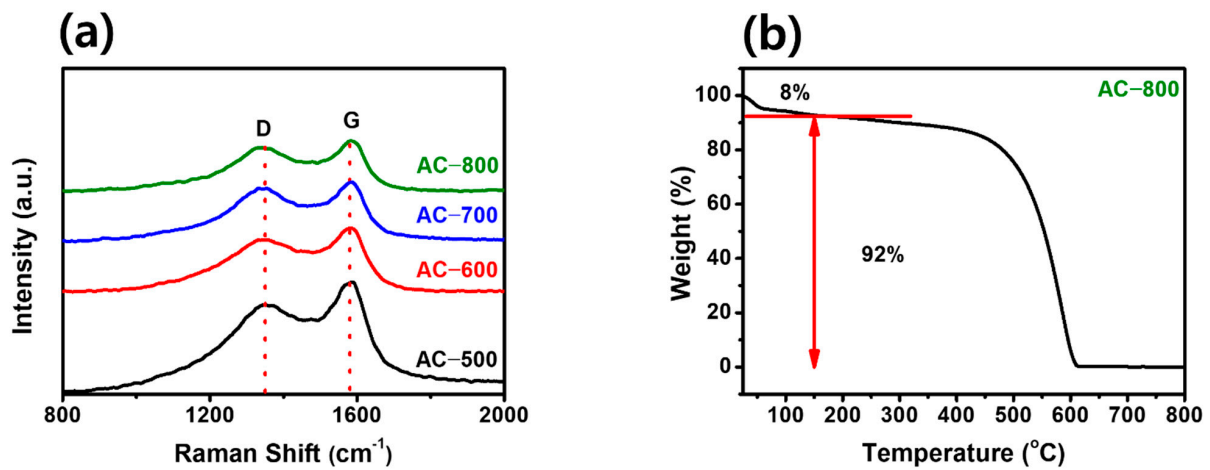 (a)
D
G
AC−800
AC−700
AC−600
AC−500
Intensity (a.u.)
800
1200
1600
2000
Raman Shift (cm⁻¹)
(b)
100
80
60
40
20
0
8%
AC−800
92%
Weight (%)
100 200 300 400 500 600 700 800
Temperature (°C)